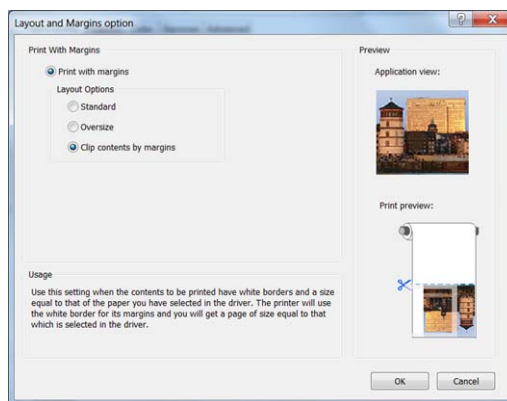 Layout and Margins option
Print With Margins
Print with margins
Layout Options
Standard
Oversize
Clip contents by margins
Usage
Use this setting when the contents to be printed have white borders and a size
equal to that of the paper you have selected in the driver. The printer will use
the white border for its margins and you will get a page of size equal to that
which is selected in the driver.
Preview
Application view:
Print preview:
OK
Cancel